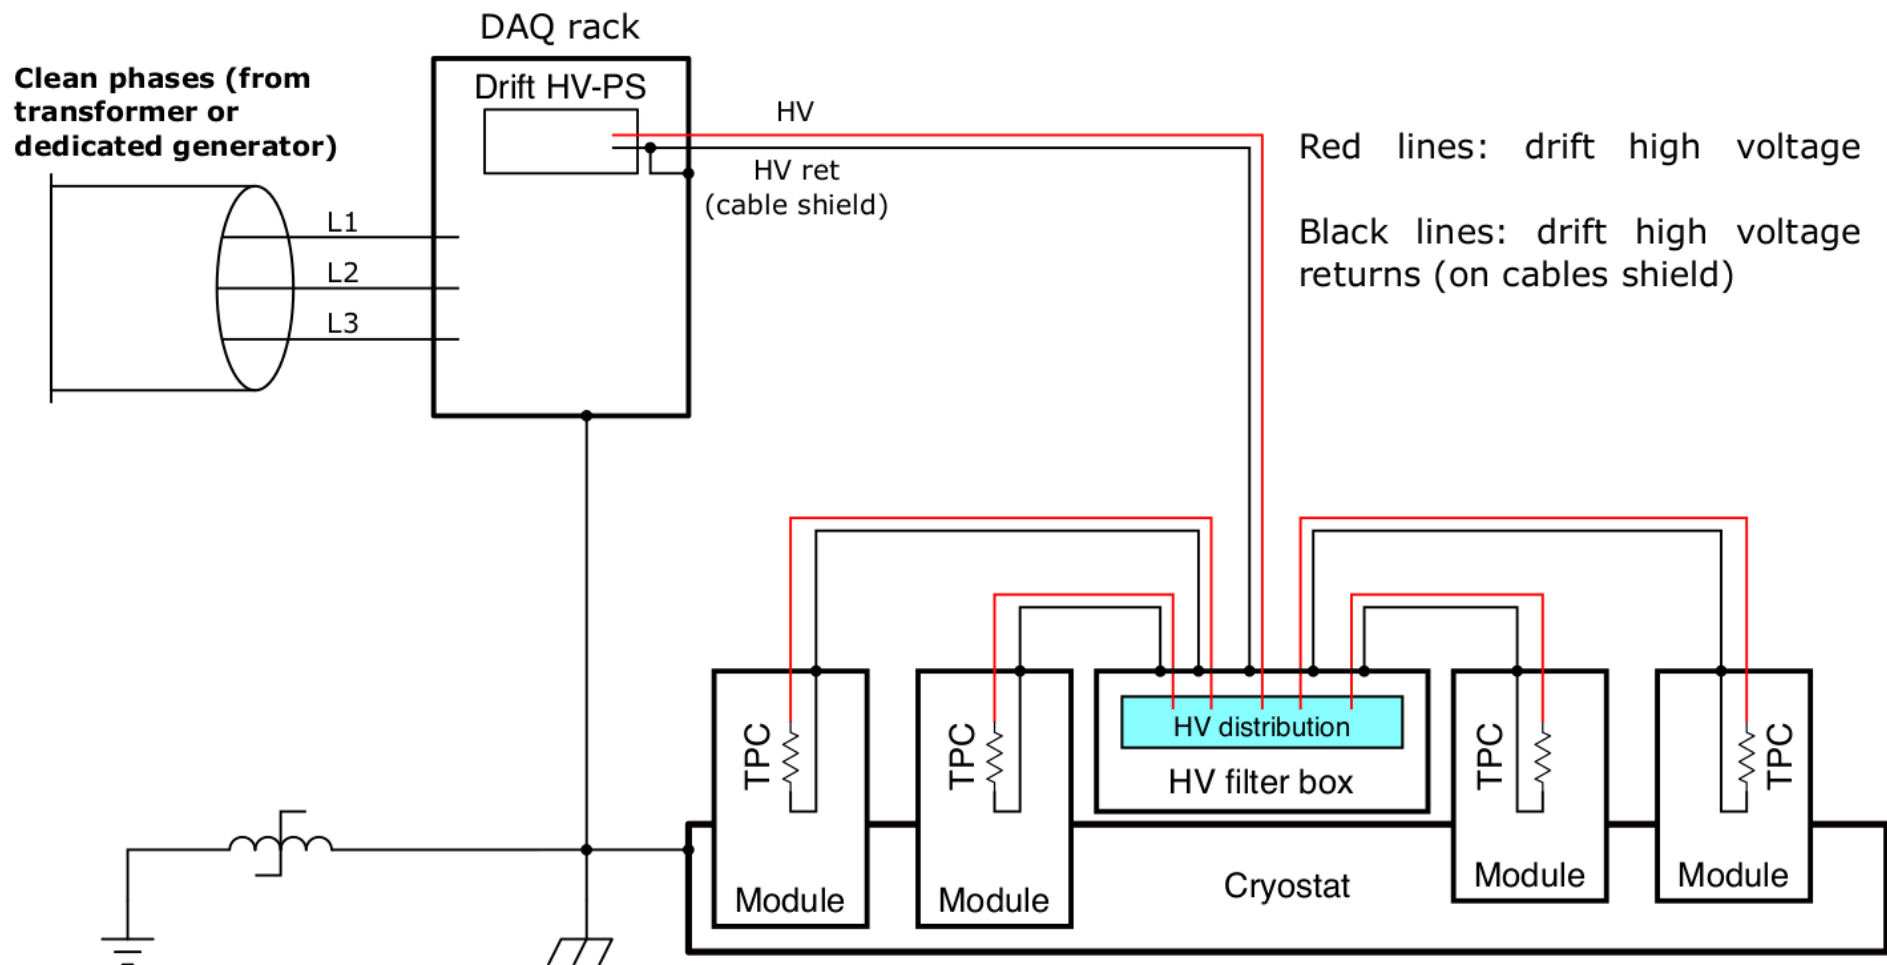 DAQ rack
Clean phases (from
transformer or
dedicated generator)
Drift HV-PS
HV
HV ret
(cable shield)
Red lines: drift high voltage
Black lines: drift high voltage
returns (on cables shield)
L1
L2
L3
TPC
TPC
HV distribution
HV filter box
TPC
TPC
Module
Module
Cryostat
Module
Module